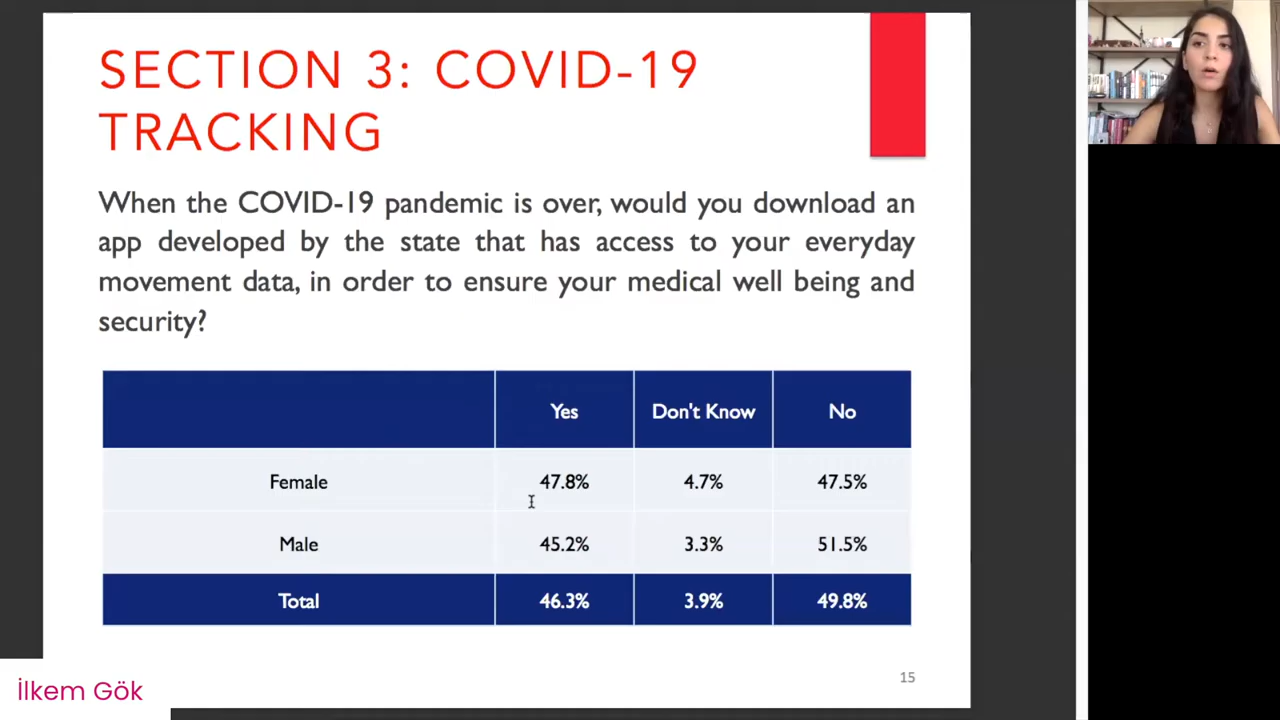 SECTION 3: COVID-19
TRACKING
When the COVID-19 pandemic is over, would you download an
app developed by the state that has access to your everyday
movement data, in order to ensure your medical well being and
security?
Yes Don't Know No
Female 47.8% 4.7% 47.5%
Male 45.2% 3.3% 51.5%
Total 46.3% 3.9% 49.8%
15
İlkem Gök